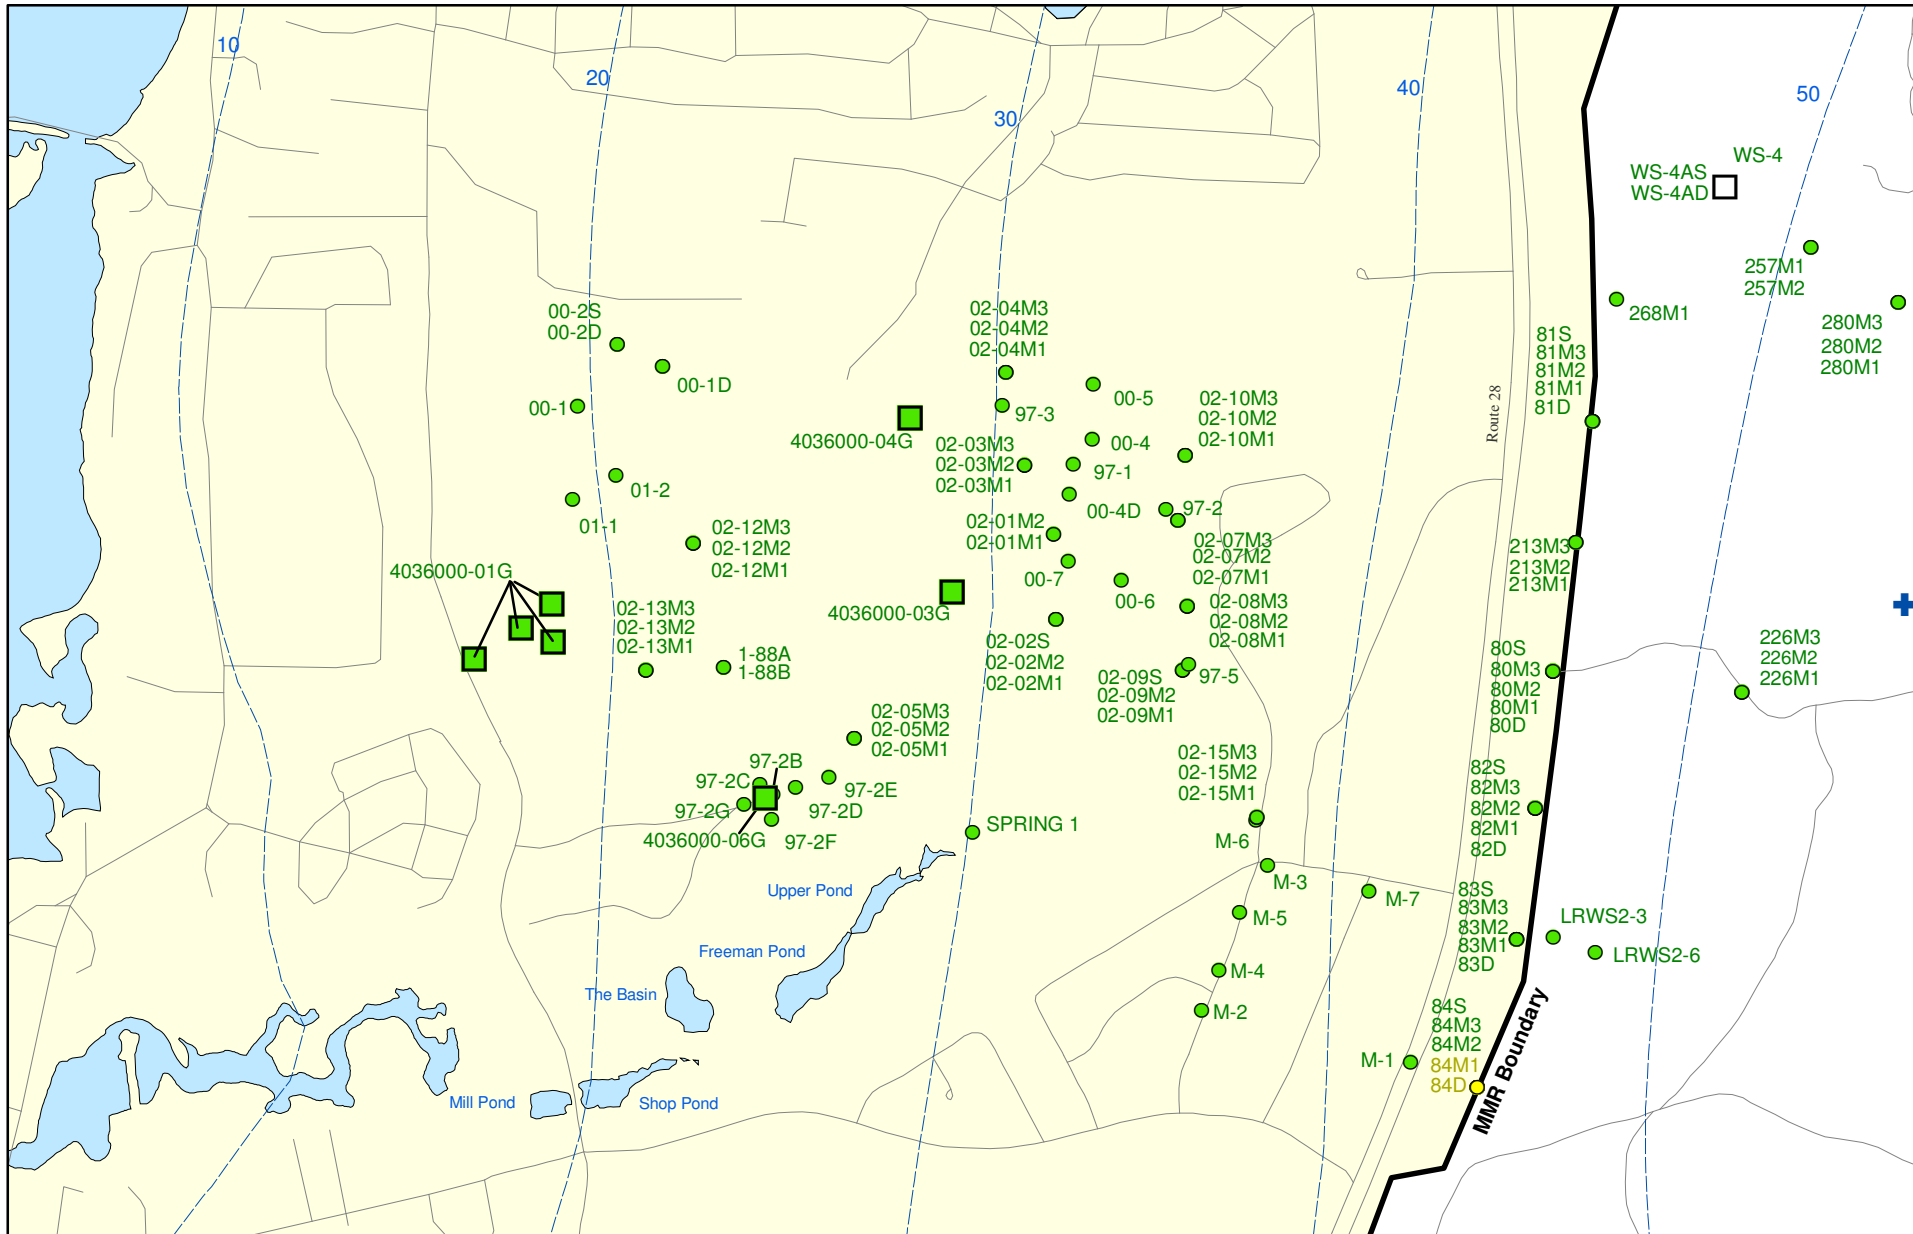 10
20
30
40
50
WS-4
WS-4AS
WS-4AD
257M1
257M2
268M1
280M3
280M2
280M1
00-2S
00-2D
00-1D
00-1
02-04M3
02-04M2
02-04M1
97-3
00-5
02-10M3
02-10M2
02-10M1
Route 28
81S
81M3
81M2
81M1
81D
4036000-04G
02-03M3
02-03M2
02-03M1
00-4
97-1
01-2
01-1
00-4D
97-2
02-12M3
02-12M2
02-12M1
02-01M2
02-01M1
02-07M3
02-07M2
02-07M1
213M3
213M2
213M1
4036000-01G
00-7
00-6
4036000-03G
02-13M3
02-13M2
02-13M1
02-08M3
02-08M2
02-08M1
02-02S
02-02M2
02-02M1
1-88A
1-88B
02-09S
02-09M2
02-09M1
97-5
80S
80M3
80M2
80M1
80D
226M3
226M2
226M1
02-05M3
02-05M2
02-05M1
97-2B
97-2C
97-2E
97-2G
97-2D
4036000-06G
97-2F
02-15M3
02-15M2
02-15M1
82S
82M3
82M2
82M1
82D
SPRING 1
M-6
M-3
M-7
M-5
Upper Pond
83S
83M3
83M2
83M1
83D
LRWS2-3
LRWS2-6
Freeman Pond
M-4
The Basin
M-2
84S
84M3
84M2
84M1
84D
M-1
MMR Boundary
Mill Pond
Shop Pond